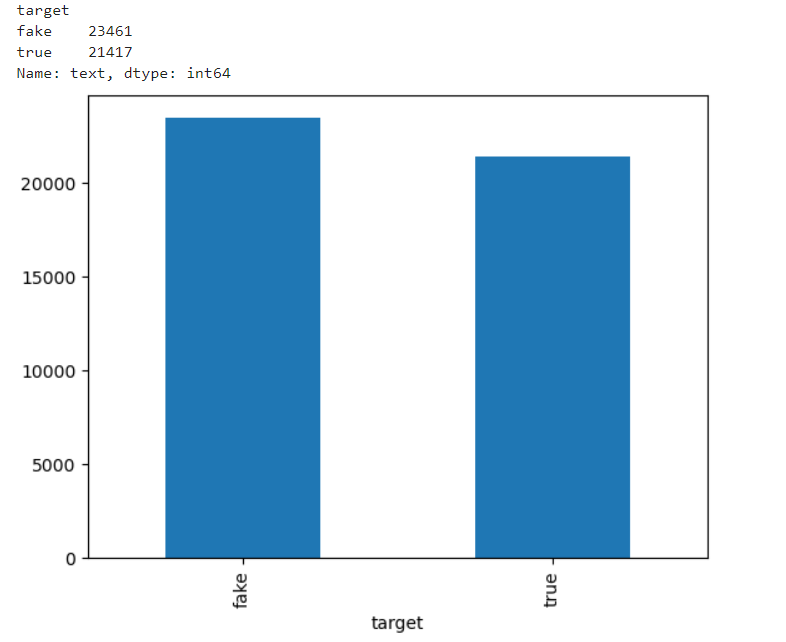 target
fake    23461
true    21417
Name: text, dtype: int64
20000
15000
10000
5000
0
fake
true
target